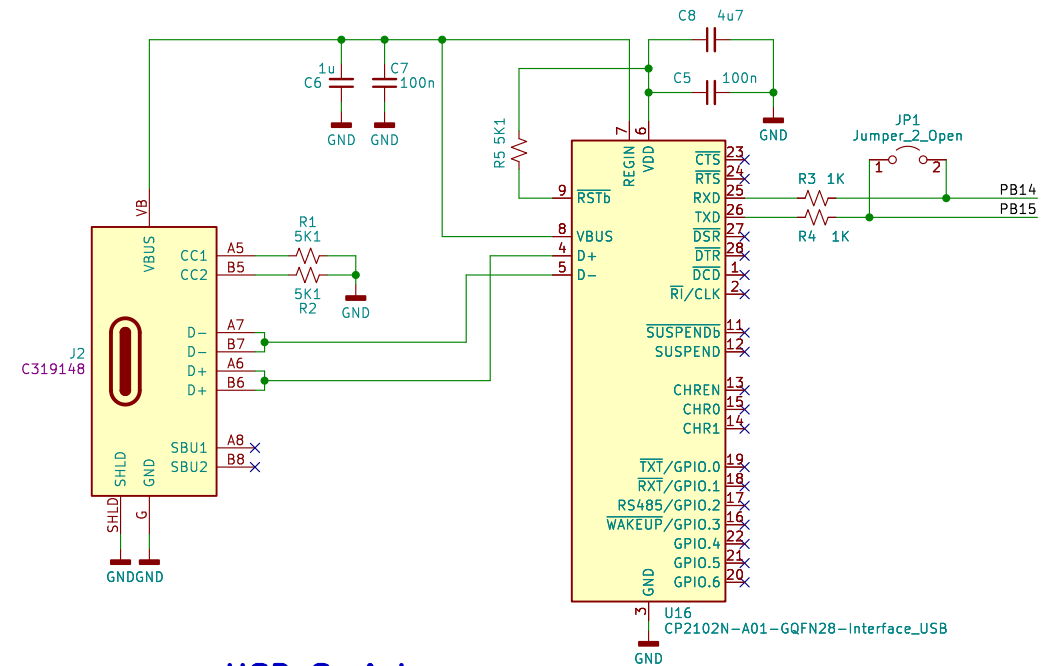 C8 4u7
1u
C6
C7
100n
GND
GND
C5 100n
GND
R5 5K1
7
6
REGIN
VDD
JP1
Jumper_2_Open
1
2
CTS 23
RTS 24
9 RSTb
RXD 25
R3 1K
PB14
TXD 26
R4 1K
PB15
8 VBUS
DSR 27
4 D+
DTR 28
5 D-
DCD 1
RI/CLK 2
SUSPENDb 11
SUSPEND 12
CHREN 13
CHR0 15
CHR1 14
TXT/GPIO.0 19
RXT/GPIO.1 18
RS485/GPIO.2 17
WAKEUP/GPIO.3 16
GPIO.4 22
GPIO.5 21
GPIO.6 20
GND
3
U16
CP2102N-A01-GQFN28-Interface_USB
GND
VB
VBUS
CC1 A5
CC2 B5
R1
5K1
5K1
R2
GND
D- A7
D- B7
D+ A6
D+ B6
J2
C319148
SBU1 A8
SBU2 B8
SHLD
GND
SHLD
G
GND
GND